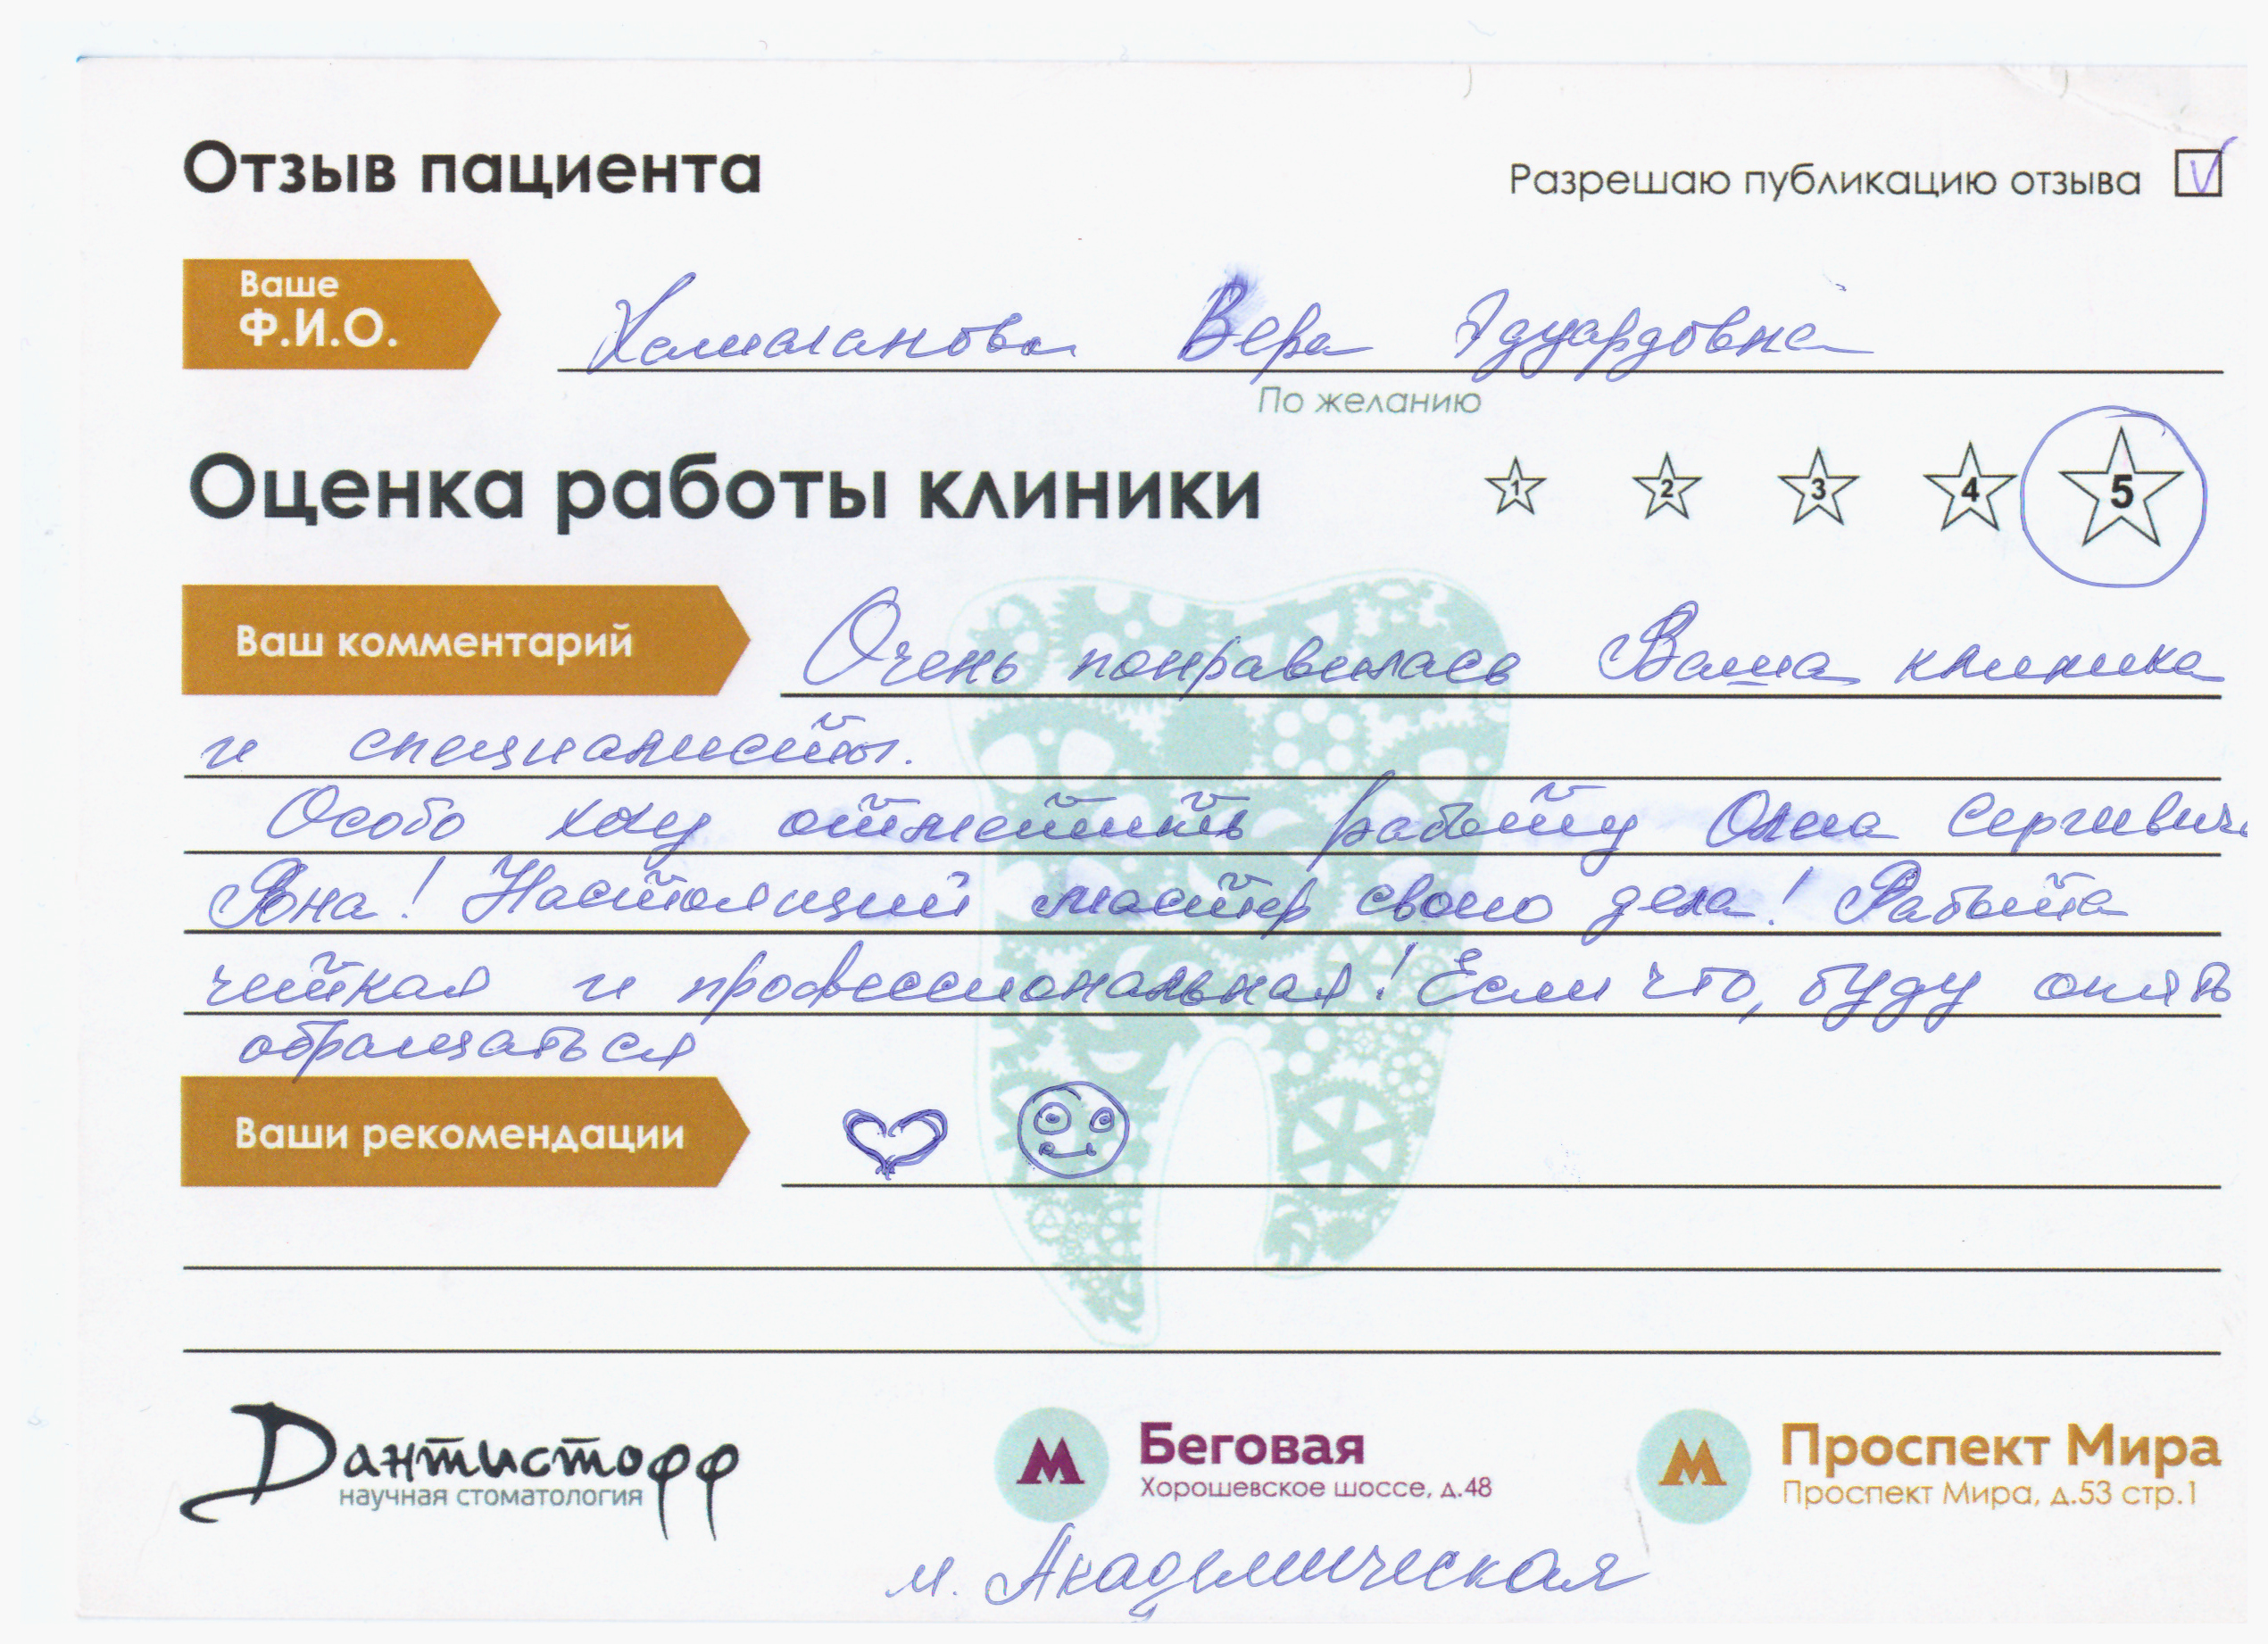 Отзыв пациента
Разрешаю публикацию отзыва
Ваше
Ф.И.О.
Хамаганова Вера Эдуардовна
По желанию
Оценка работы клиники 1 2 3 4 5
Ваш комментарий Очень понравилась Ваша клиника
и специалисты.
Особо хочу отметить работу Олега Сергиевича
Настоящий мастер своего дела! Работа
чёткая и профессиональная! Если что, буду опять
обращаться
Ваши рекомендации
Дантистофф
научная стоматология
М Беговая
Хорошевское шоссе, д.48
М Проспект Мира
Проспект Мира, д.53 стр.1
м. Академическая